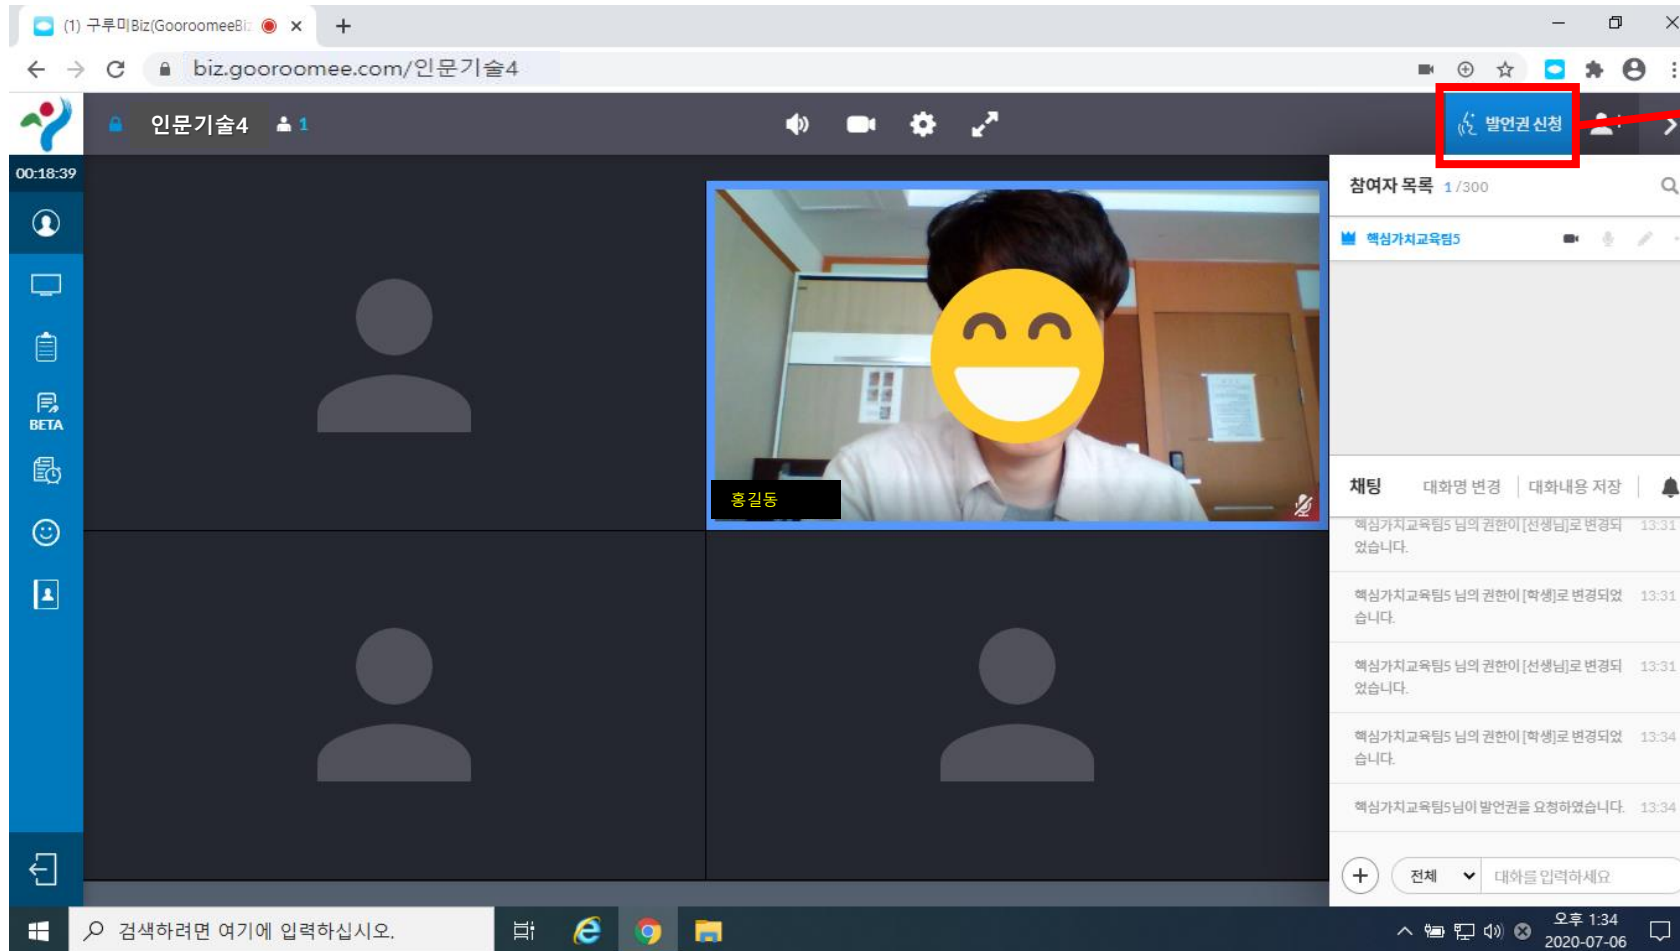 (1) 구루미Biz(GooroomeeBiz
biz.gooroomee.com/인문기술4
인문기술4 1
발언권 신청
00:18:39
참여자 목록 1/300
핵심가치교육팀5
BETA
홍길동
채팅 대화명 변경 대화내용 저장
핵심가치교육팀5 님의 권한이 [선생님]로 변경되 13:31
었습니다.
핵심가치교육팀5 님의 권한이 [학생]로 변경되었 13:31
습니다.
핵심가치교육팀5 님의 권한이 [선생님]로 변경되 13:31
었습니다.
핵심가치교육팀5 님의 권한이 [학생]로 변경되었 13:34
습니다.
핵심가치교육팀5님이 발언권을 요청하였습니다. 13:34
전체 대화를 입력하세요
검색하려면 여기에 입력하십시오.
오후 1:34
2020-07-06